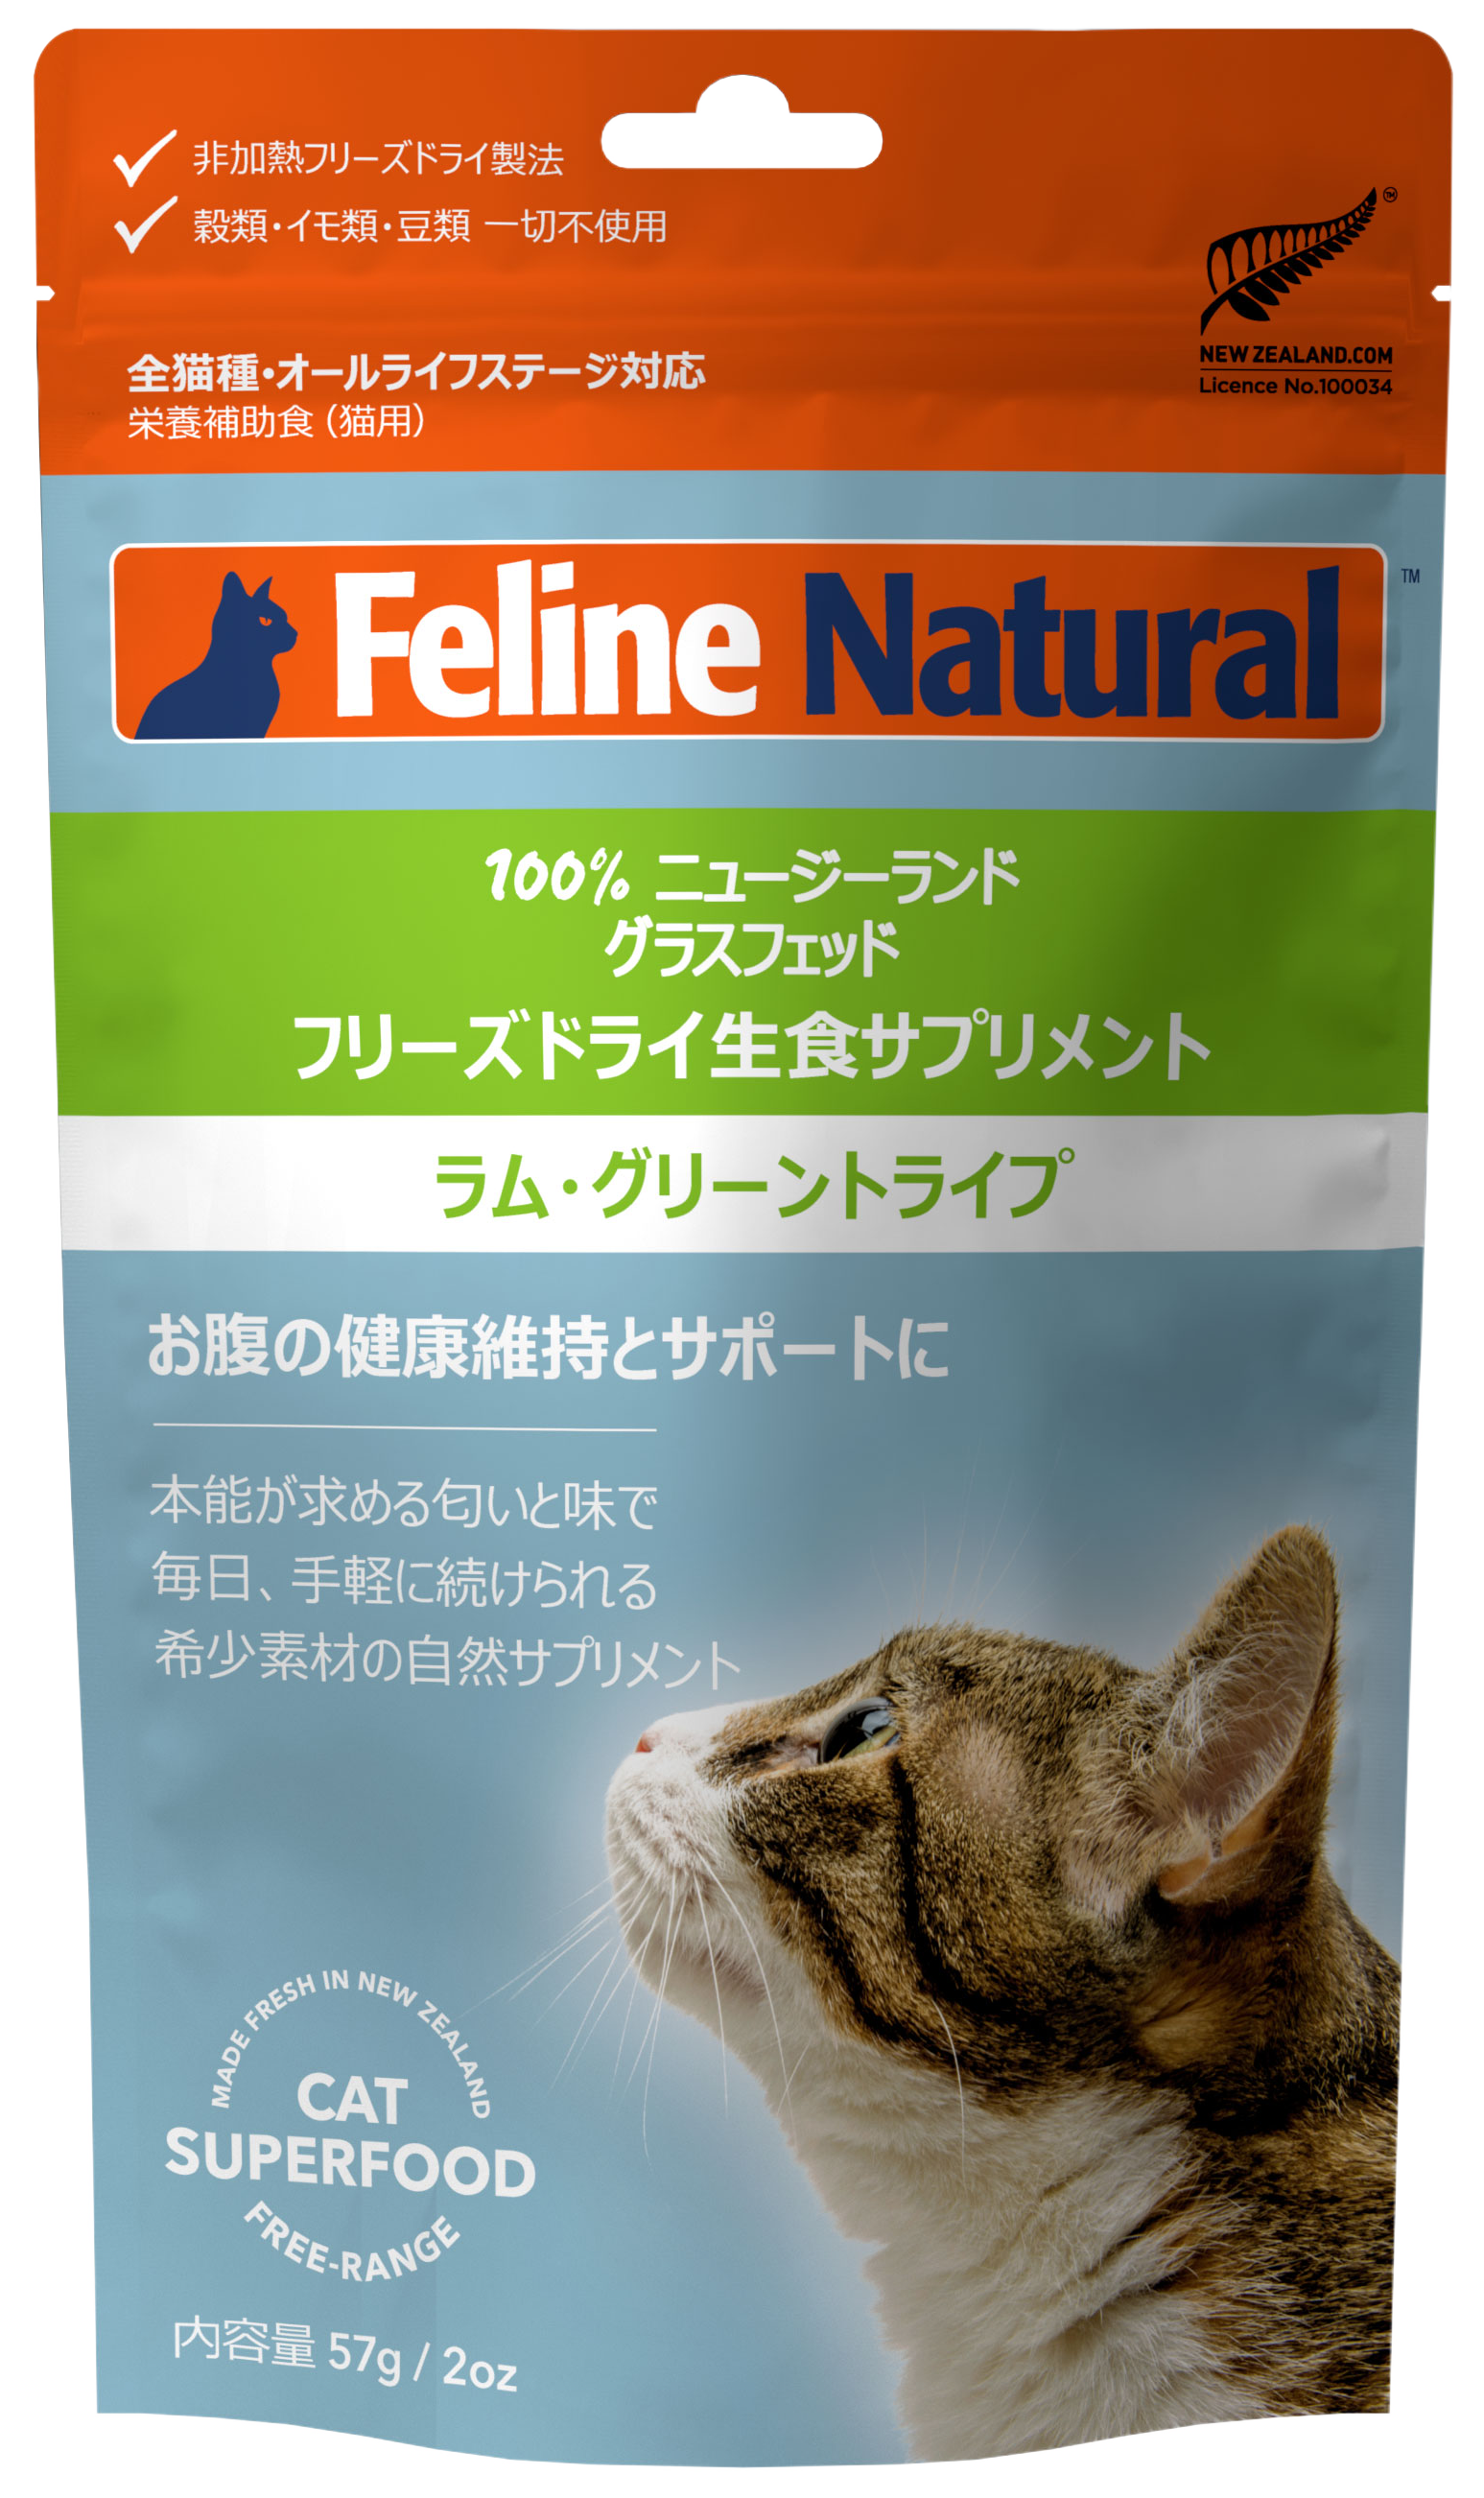 非加熱フリーズドライ製法
穀類・イモ類・豆類 一切不使用
全猫種・オールライフステージ対応
栄養補助食(猫用)
TM
NEW ZEALAND.COM
Licence No.100034
Feline Natural TM
100% ニュージーランド
グラスフェッド
フリーズドライ生食サプリメント
ラム・グリーントライプ
お腹の健康維持とサポートに
本能が求める匂いと味で
毎日、手軽に続けられる
希少素材の自然サプリメント
MADE FRESH IN NEW ZEALAND
CAT
SUPERFOOD
FREE-RANGE
内容量 57g / 2oz